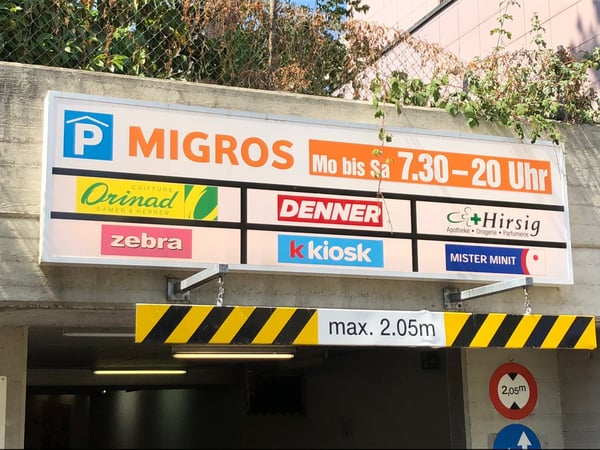 P MIGROS Mo bis Sa 7.30–20 Uhr
COIFFURE
Orinad
DAMEN & HERREN
DENNER
Hirsig
Apotheke • Drogerie • Parfumerie
zebra
k kiosk
MISTER MINIT
max. 2.05m
2,05m